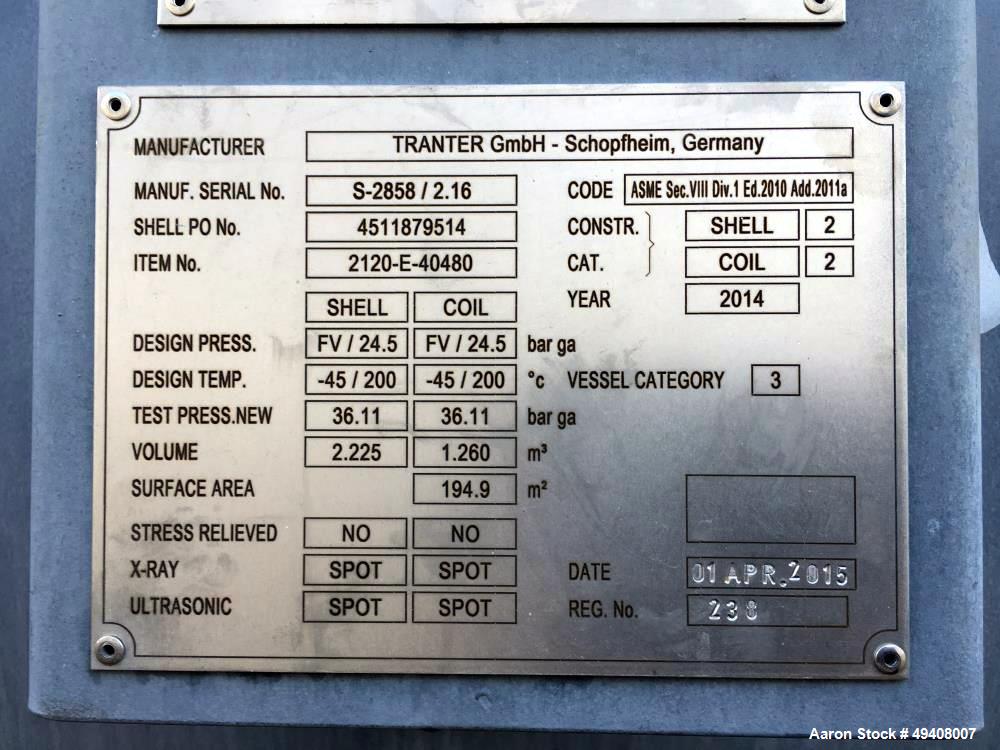 MANUFACTURER TRANTER GmbH - Schopfheim, Germany
MANUF. SERIAL No. S-2858 / 2.16 CODE ASME Sec.VIII Div.1 Ed.2010 Add.2011a
SHELL PO No. 4511879514 CONSTR. SHELL 2
ITEM No. 2120-E-40480 CAT. COIL 2
SHELL COIL YEAR 2014
DESIGN PRESS. FV / 24.5 FV / 24.5 bar ga
DESIGN TEMP. -45 / 200 -45 / 200 °c VESSEL CATEGORY 3
TEST PRESS.NEW 36.11 36.11 bar ga
VOLUME 2.225 1.260 m³
SURFACE AREA 194.9 m²
STRESS RELIEVED NO NO
X-RAY SPOT SPOT DATE 01 APR.2015
ULTRASONIC SPOT SPOT REG. No. 238
Aaron Stock # 49408007